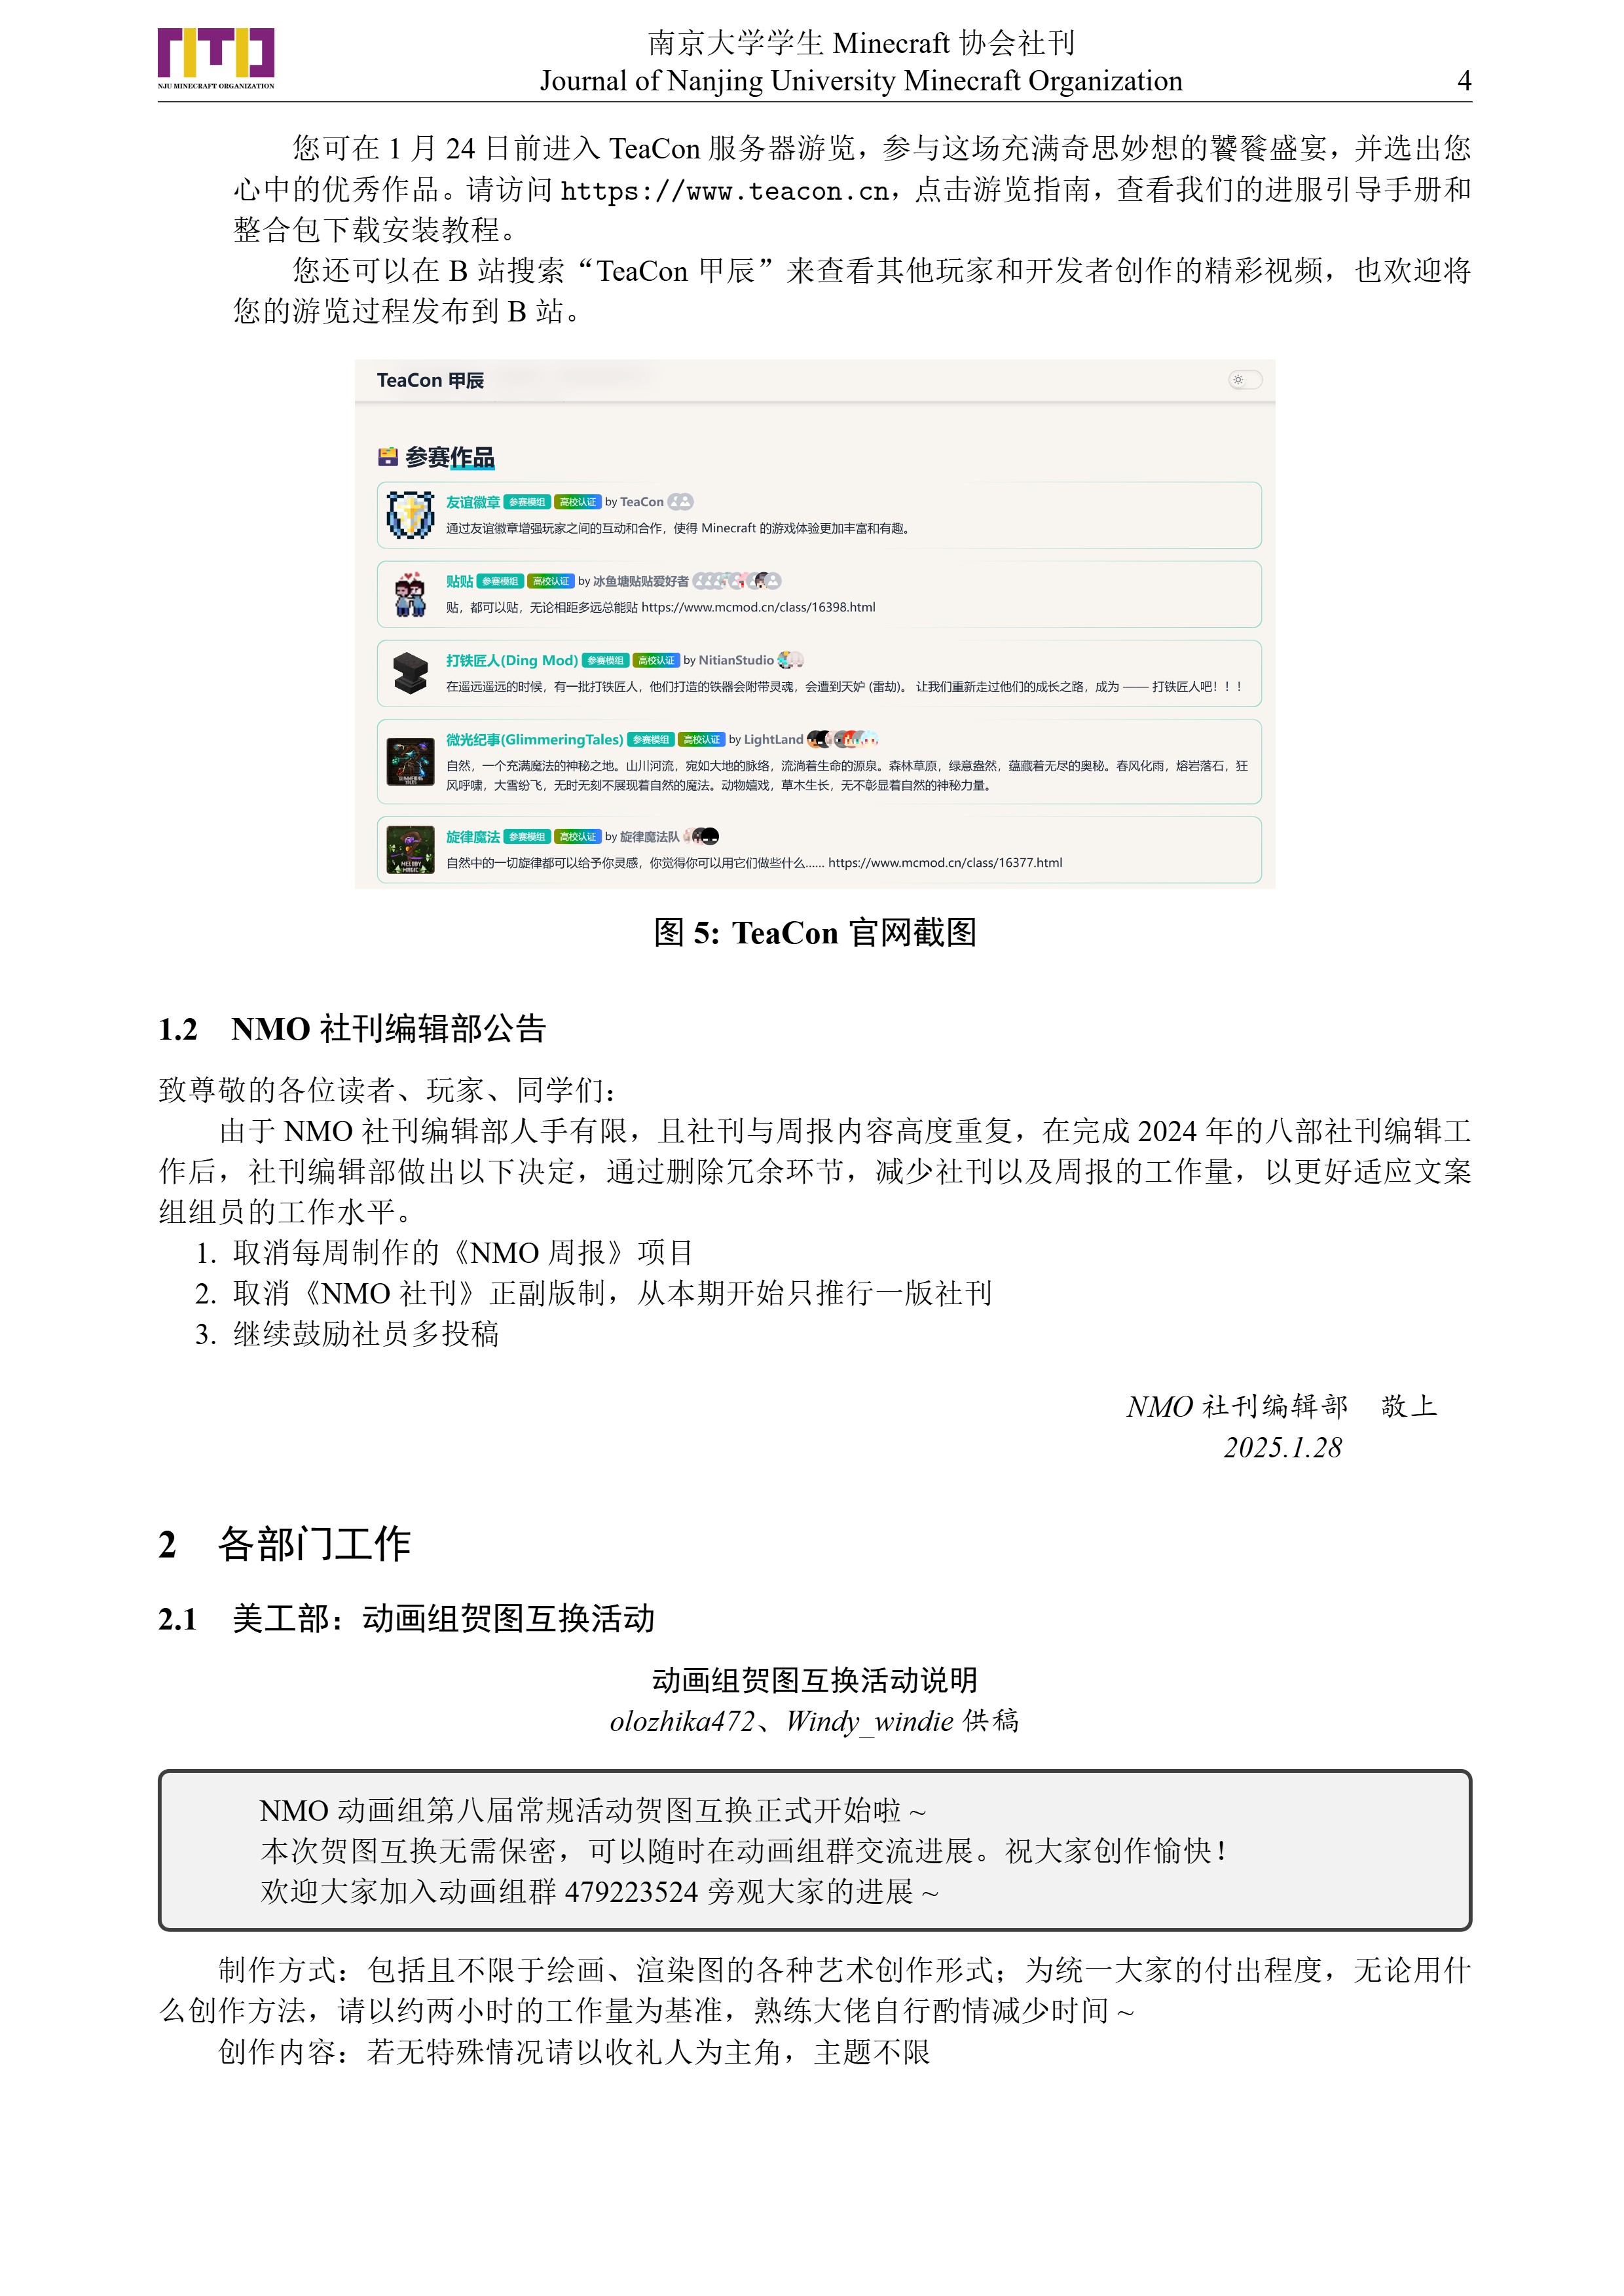 NJU MINECRAFT ORGANIZATION
南京大学学生 Minecraft 协会社刊
Journal of Nanjing University Minecraft Organization
4
您可在 1 月 24 日前进入 TeaCon 服务器游览，参与这场充满奇思妙想的饕餮盛宴，并选出您
心中的优秀作品。请访问 https://www.teacon.cn，点击游览指南，查看我们的进服引导手册和
整合包下载安装教程。
您还可以在 B 站搜索“TeaCon 甲辰”来查看其他玩家和开发者创作的精彩视频，也欢迎将
您的游览过程发布到 B 站。
TeaCon 甲辰
参赛作品
友谊徽章 参赛模组 高校认证 by TeaCon
通过友谊徽章增强玩家之间的互动和合作，使得 Minecraft 的游戏体验更加丰富和有趣。
贴贴 参赛模组 高校认证 by 冰鱼塘贴贴爱好者
贴，都可以贴，无论相距多远总能贴 https://www.mcmod.cn/class/16398.html
打铁匠人(Ding Mod) 参赛模组 高校认证 by NitianStudio
在遥远遥远的时候，有一批打铁匠人，他们打造的铁器会附带灵魂，会遭到天妒 (雷劫)。 让我们重新走过他们的成长之路，成为 —— 打铁匠人吧！！！
微光纪事(GlimmeringTales) 参赛模组 高校认证 by LightLand
自然，一个充满魔法的神秘之地。山川河流，宛如大地的脉络，流淌着生命的源泉。森林草原，绿意盎然，蕴藏着无尽的奥秘。春风化雨，熔岩落石，狂
风呼啸，大雪纷飞，无时无刻不展现着自然的魔法。动物嬉戏，草木生长，无不彰显着自然的神秘力量。
MELODY
MAGIC
旋律魔法 参赛模组 高校认证 by 旋律魔法队
自然中的一切旋律都可以给予你灵感，你觉得你可以用它们做些什么…… https://www.mcmod.cn/class/16377.html
图 5: TeaCon 官网截图
1.2 NMO 社刊编辑部公告
致尊敬的各位读者、玩家、同学们：
由于 NMO 社刊编辑部人手有限，且社刊与周报内容高度重复，在完成 2024 年的八部社刊编辑工
作后，社刊编辑部做出以下决定，通过删除冗余环节，减少社刊以及周报的工作量，以更好适应文案
组组员的工作水平。
1. 取消每周制作的《NMO 周报》项目
2. 取消《NMO 社刊》正副版制，从本期开始只推行一版社刊
3. 继续鼓励社员多投稿
NMO 社刊编辑部 敬上
2025.1.28
2 各部门工作
2.1 美工部：动画组贺图互换活动
动画组贺图互换活动说明
olozhika472、Windy_windie 供稿
NMO 动画组第八届常规活动贺图互换正式开始啦 ~
本次贺图互换无需保密，可以随时在动画组群交流进展。祝大家创作愉快！
欢迎大家加入动画组群 479223524 旁观大家的进展 ~
制作方式：包括且不限于绘画、渲染图的各种艺术创作形式；为统一大家的付出程度，无论用什
么创作方法，请以约两小时的工作量为基准，熟练大佬自行酌情减少时间 ~
创作内容：若无特殊情况请以收礼人为主角，主题不限